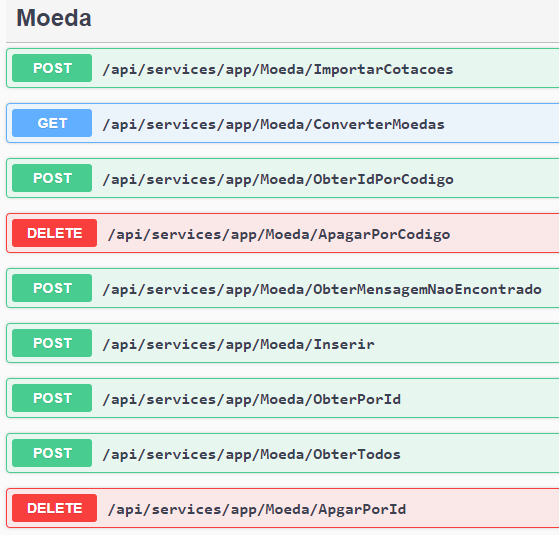 Moeda
POST /api/services/app/Moeda/ImportarCotacoes
GET /api/services/app/Moeda/ConverterMoedas
POST /api/services/app/Moeda/ObterIdPorCodigo
DELETE /api/services/app/Moeda/ApagarPorCodigo
POST /api/services/app/Moeda/ObterMensagemNaoEncontrado
POST /api/services/app/Moeda/Inserir
POST /api/services/app/Moeda/ObterPorId
POST /api/services/app/Moeda/ObterTodos
DELETE /api/services/app/Moeda/ApgarPorId